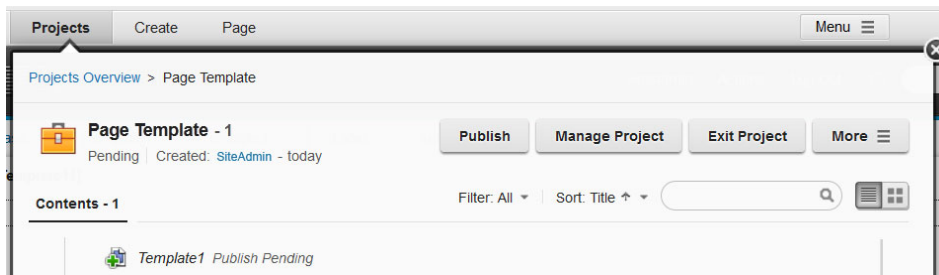 Projects Create Page Menu
Projects Overview > Page Template
Page Template - 1
Publish Manage Project Exit Project More
Pending Created: SiteAdmin - today
Filter: All Sort: Title
Contents - 1
Template1 Publish Pending